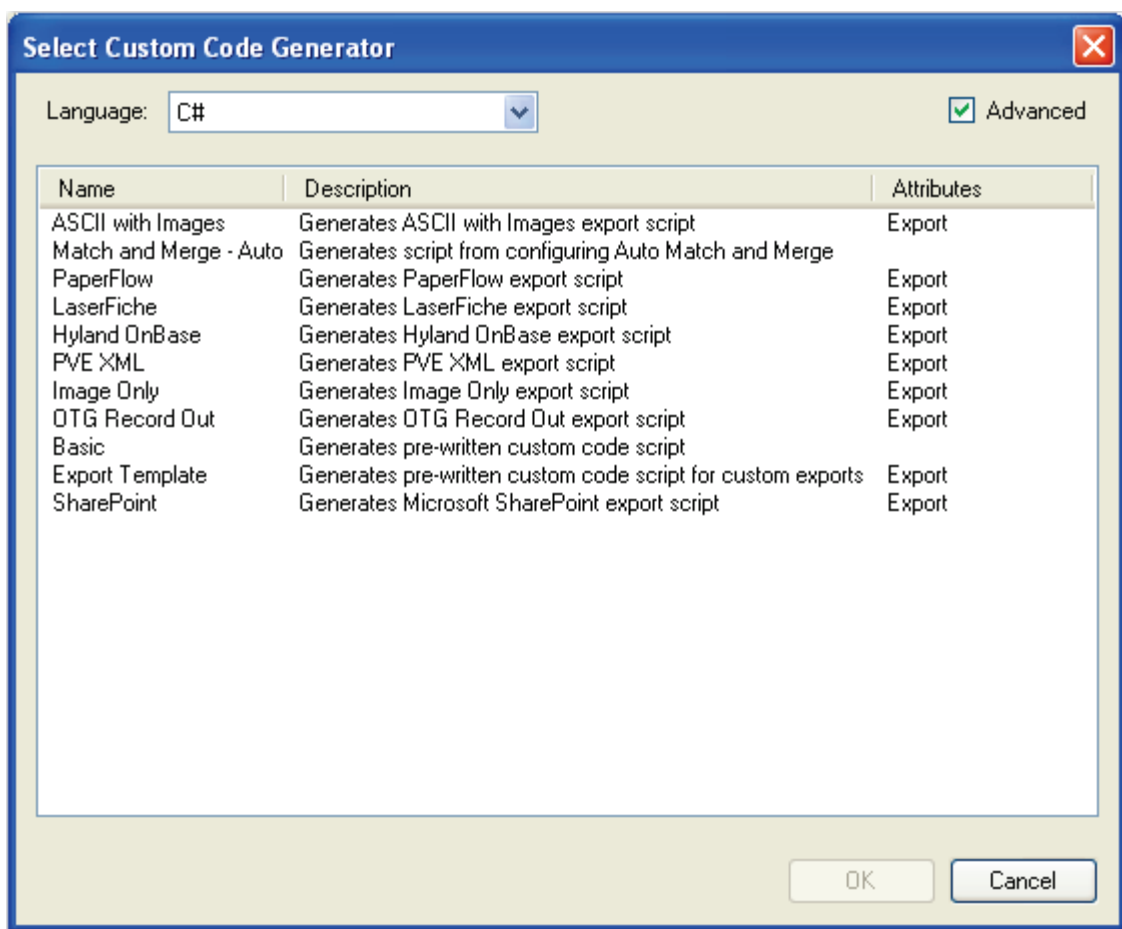 Select Custom Code Generator
Language: C# Advanced
Name Description Attributes
ASCII with Images Generates ASCII with Images export script Export
Match and Merge - Auto Generates script from configuring Auto Match and Merge
PaperFlow Generates PaperFlow export script Export
LaserFiche Generates LaserFiche export script Export
Hyland OnBase Generates Hyland OnBase export script Export
PVE XML Generates PVE XML export script Export
Image Only Generates Image Only export script Export
OTG Record Out Generates OTG Record Out export script Export
Basic Generates pre-written custom code script
Export Template Generates pre-written custom code script for custom exports Export
SharePoint Generates Microsoft SharePoint export script Export
OK Cancel